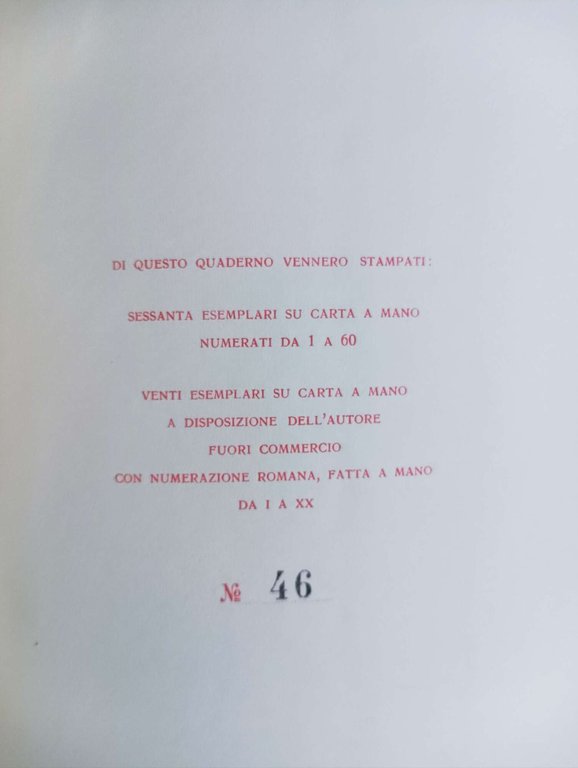 DI QUESTO QUADERNO VENNERO STAMPATI:
SESSANTA ESEMPLARI SU CARTA A MANO
NUMERATI DA 1 A 60
VENTI ESEMPLARI SU CARTA A MANO
A DISPOSIZIONE DELL'AUTORE
FUORI COMMERCIO
CON NUMERAZIONE ROMANA, FATTA A MANO
DA I A XX
№ 46